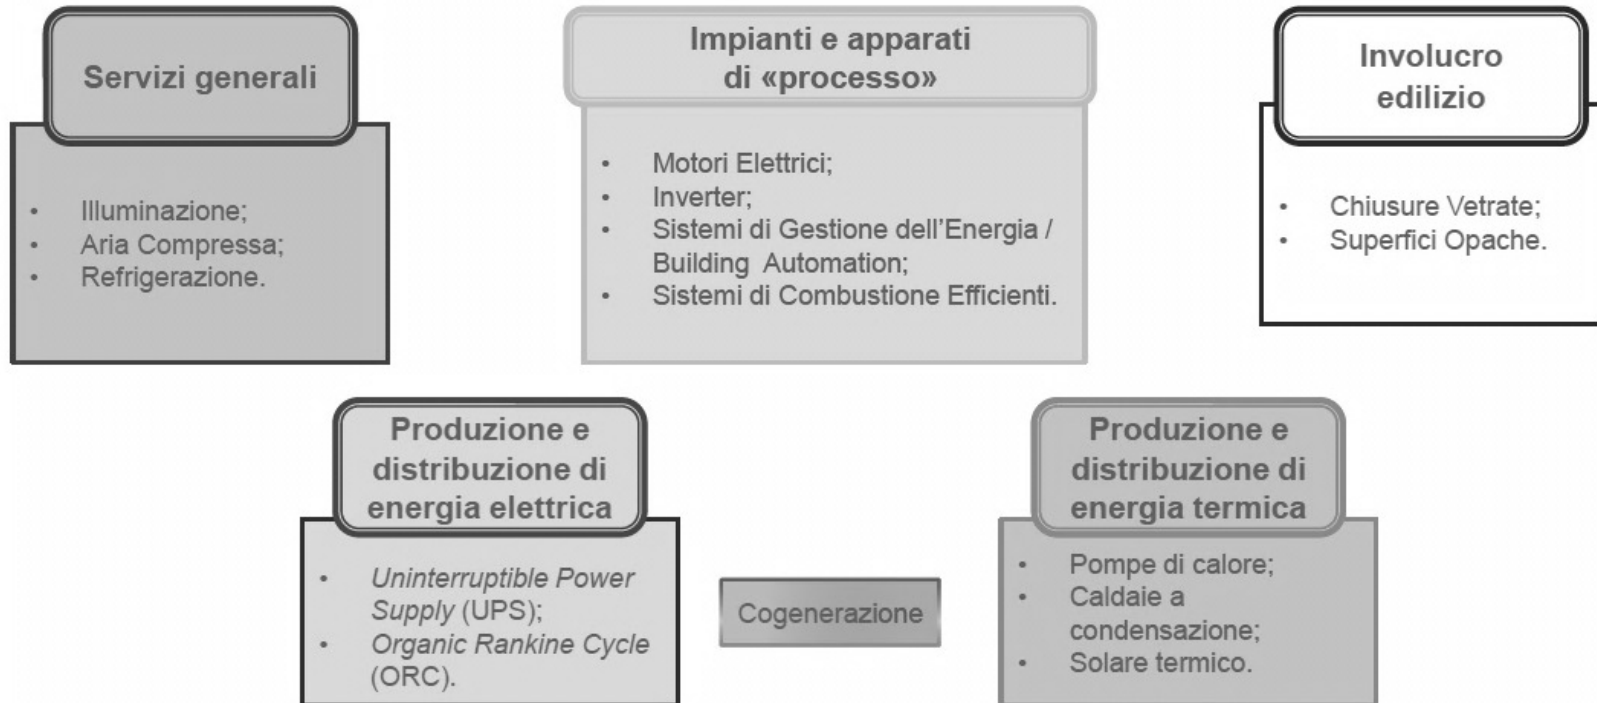 Servizi generali
• Illuminazione;
• Aria Compressa;
• Refrigerazione.
Impianti e apparati
di «processo»
• Motori Elettrici;
• Inverter;
• Sistemi di Gestione dell'Energia /
Building Automation;
• Sistemi di Combustione Efficienti.
Involucro
edilizio
• Chiusure Vetrate;
• Superfici Opache.
Produzione e
distribuzione di
energia elettrica
• Uninterruptible Power
Supply (UPS);
• Organic Rankine Cycle
(ORC).
Cogenerazione
Produzione e
distribuzione di
energia termica
• Pompe di calore;
• Caldaie a
condensazione;
• Solare termico.